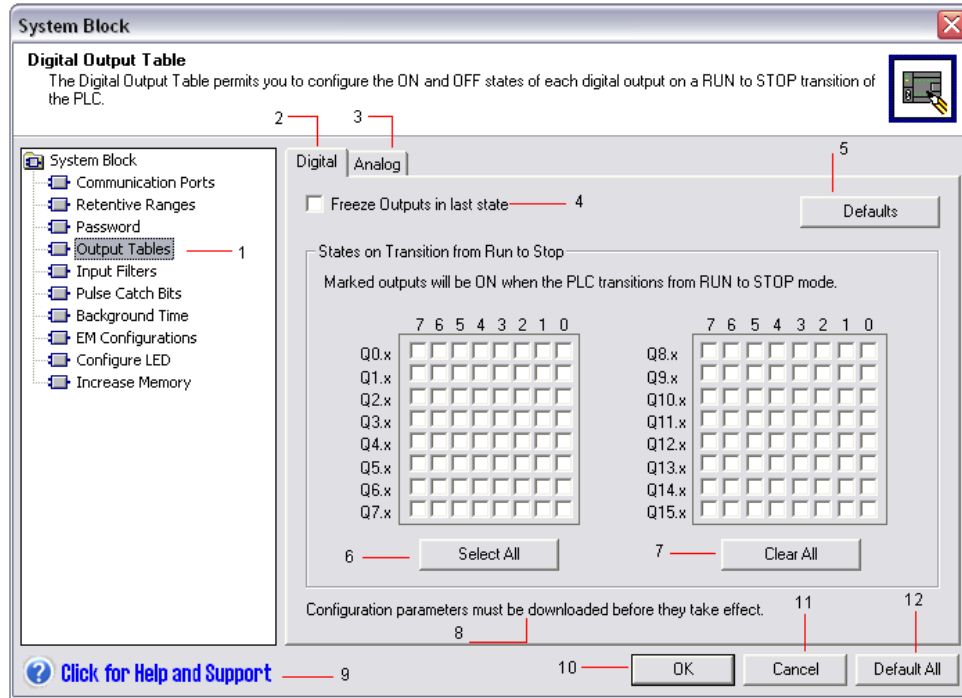 System Block
Digital Output Table
The Digital Output Table permits you to configure the ON and OFF states of each digital output on a RUN to STOP transition of
the PLC.
2
3
System Block
Communication Ports
Retentive Ranges
Password
Output Tables
1
Input Filters
Pulse Catch Bits
Background Time
EM Configurations
Configure LED
Increase Memory
Digital
Analog
5
Freeze Outputs in last state
4
Defaults
States on Transition from Run to Stop
Marked outputs will be ON when the PLC transitions from RUN to STOP mode.
7 6 5 4 3 2 1 0
Q0.x
Q1.x
Q2.x
Q3.x
Q4.x
Q5.x
Q6.x
Q7.x
7 6 5 4 3 2 1 0
Q8.x
Q9.x
Q10.x
Q11.x
Q12.x
Q13.x
Q14.x
Q15.x
6
Select All
7
Clear All
Configuration parameters must be downloaded before they take effect.
8
11
12
Click for Help and Support
9
10
OK
Cancel
Default All